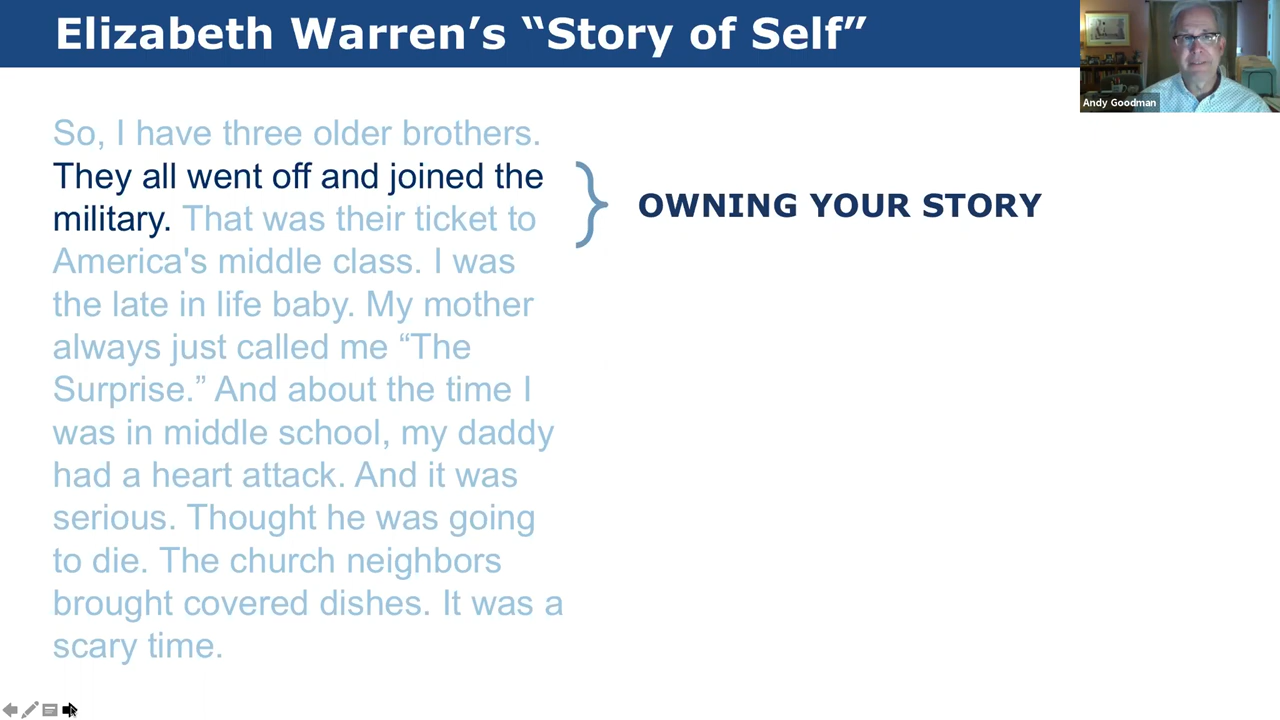 Elizabeth Warren’s “Story of Self”
Andy Goodman
So, I have three older brothers.
They all went off and joined the
military. That was their ticket to
America's middle class. I was
the late in life baby. My mother
always just called me “The
Surprise.” And about the time I
was in middle school, my daddy
had a heart attack. And it was
serious. Thought he was going
to die. The church neighbors
brought covered dishes. It was a
scary time.
OWNING YOUR STORY